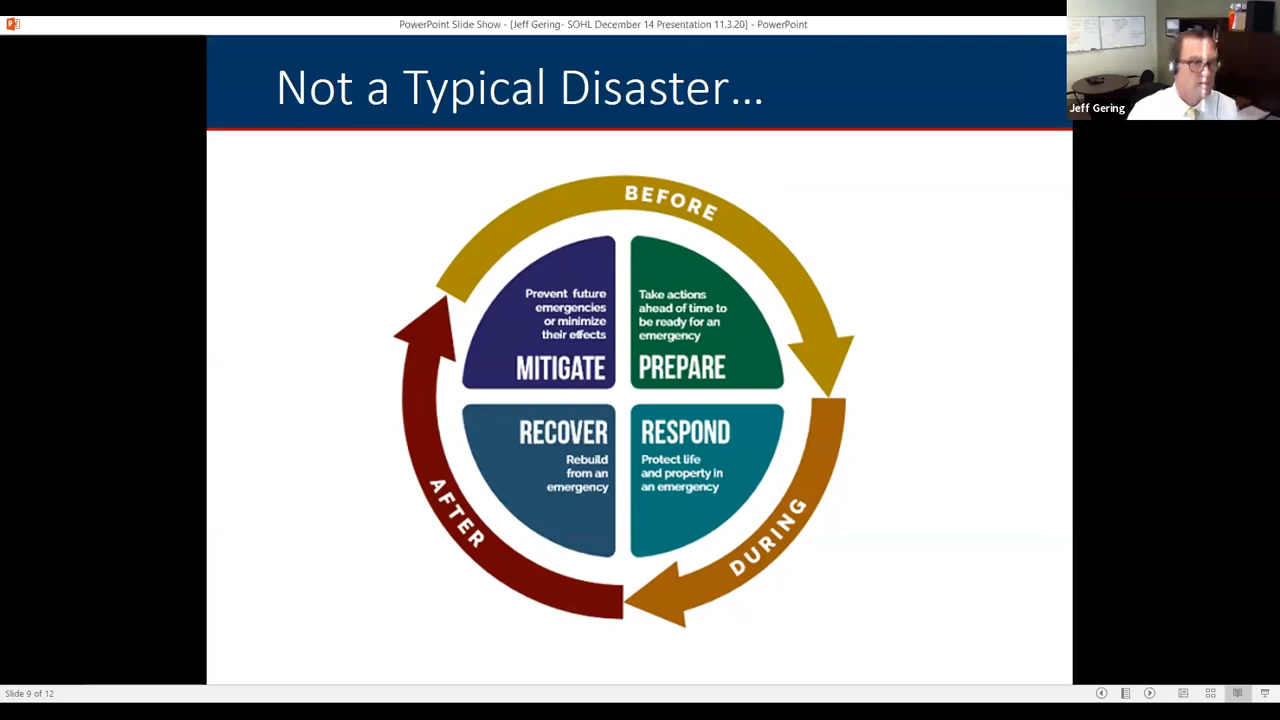 PowerPoint Slide Show - [Jeff Gering- SOHL December 14 Presentation 11.3.20] - PowerPoint
Jeff Gering
Not a Typical Disaster...
BEFORE
Prevent future
emergencies
or minimize
their effects
MITIGATE
Take actions
ahead of time to
be ready for an
emergency
PREPARE
RECOVER
Rebuild
from an
emergency
RESPOND
Protect life
and property in
an emergency
AFTER
DURING
Slide 9 of 12